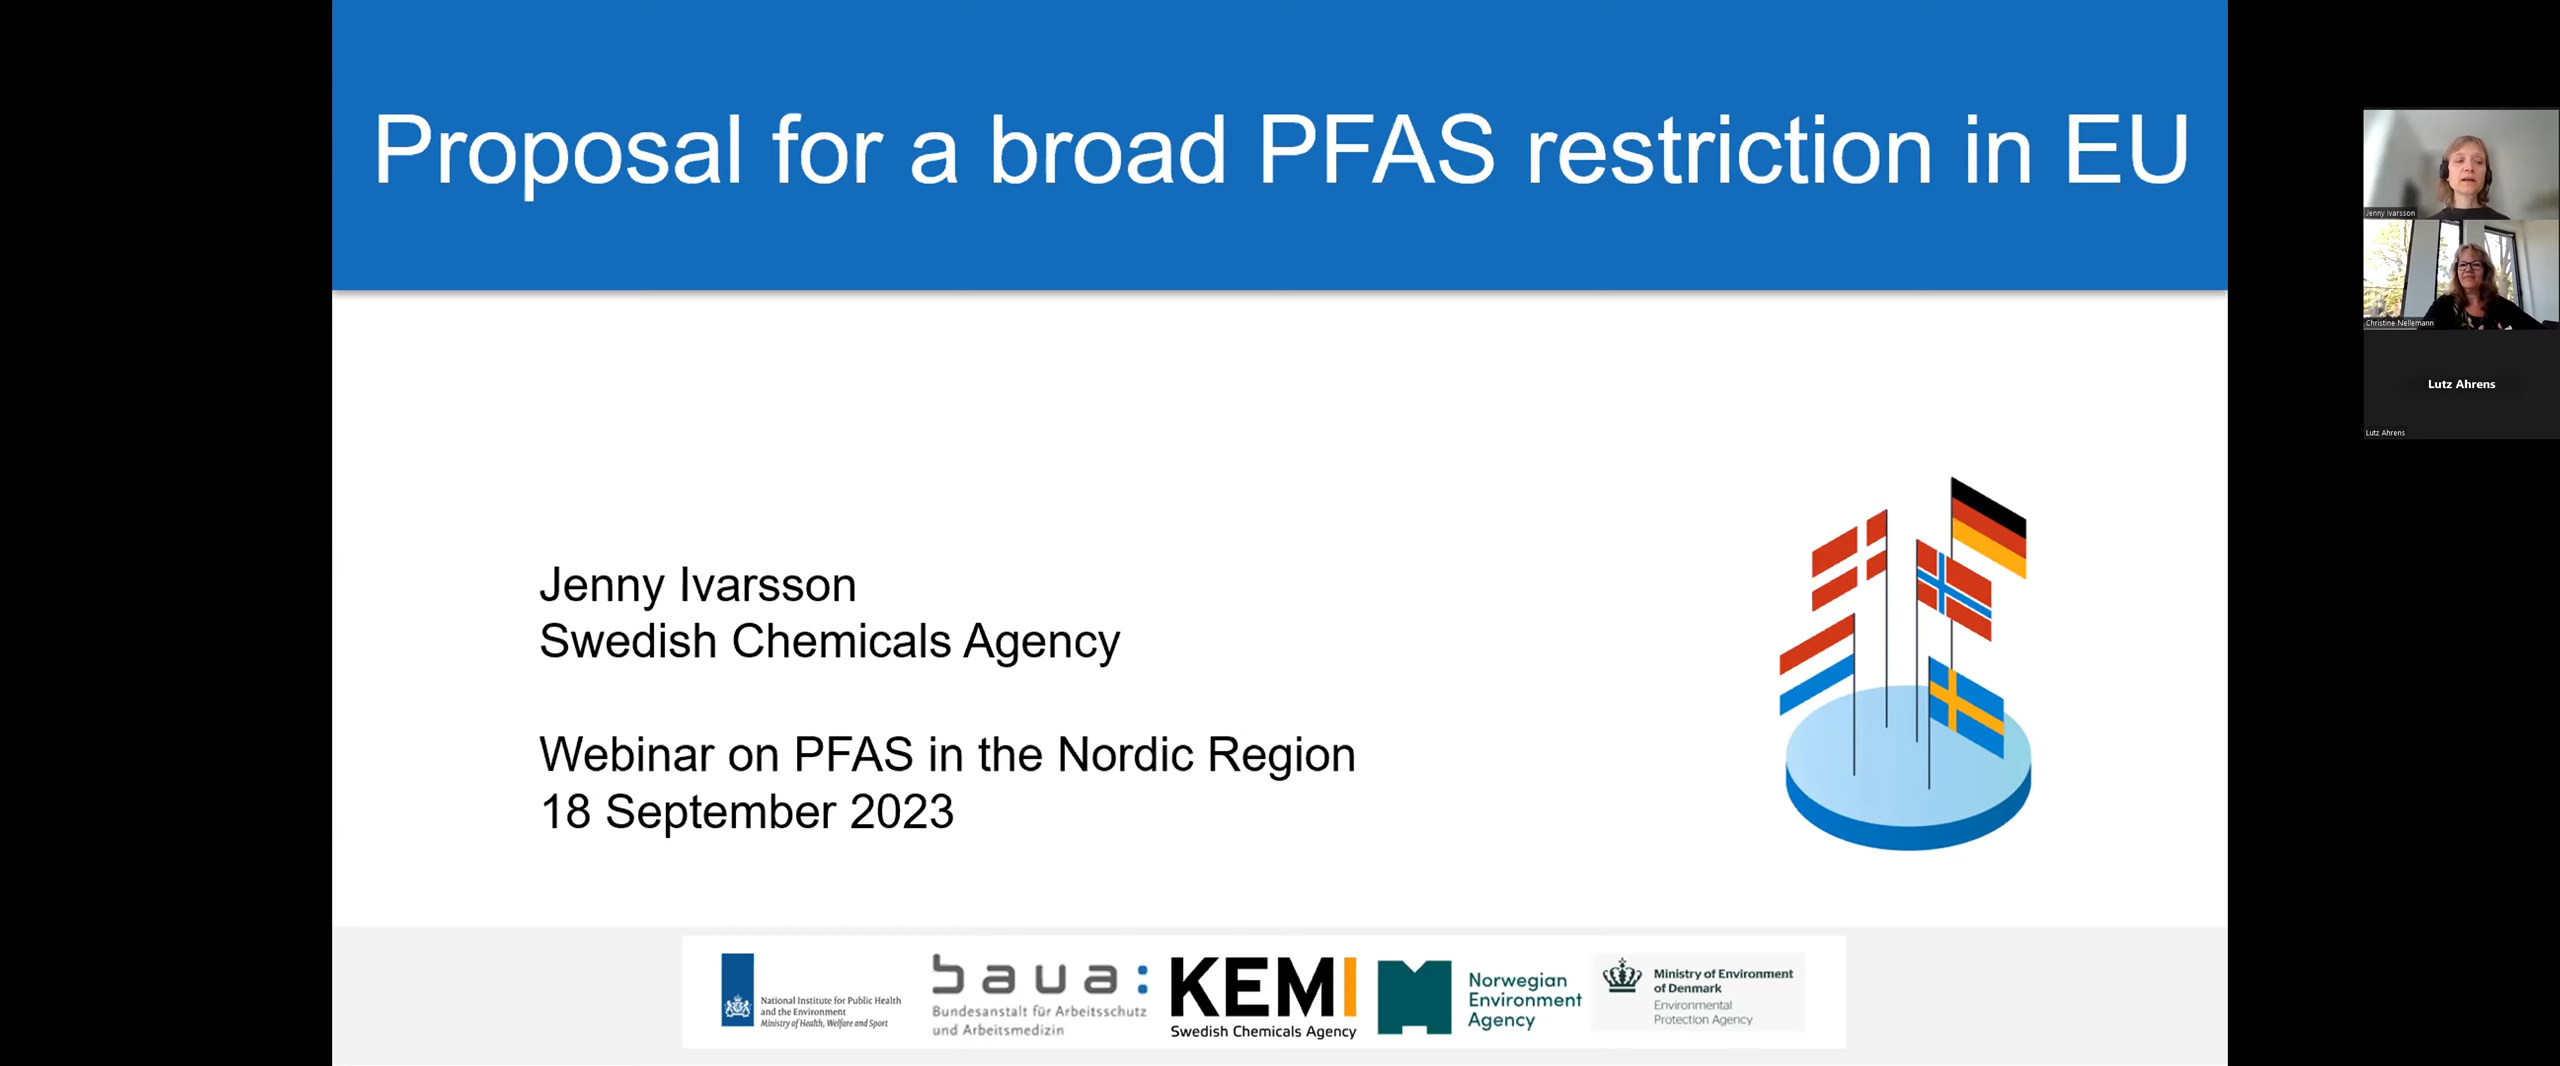 Proposal for a broad PFAS restriction in EU
Jenny Ivarsson
Swedish Chemicals Agency
Webinar on PFAS in the Nordic Region
18 September 2023
National Institute for Public Health
and the Environment
Ministry of Health, Welfare and Sport
baua:
Bundesanstalt für Arbeitsschutz
und Arbeitsmedizin
KEMI
Swedish Chemicals Agency
Norwegian
Environment
Agency
Ministry of Environment
of Denmark
Environmental
Protection Agency
Jenny Ivarsson
Christine Nellemann
Lutz Ahrens
Lutz Ahrens